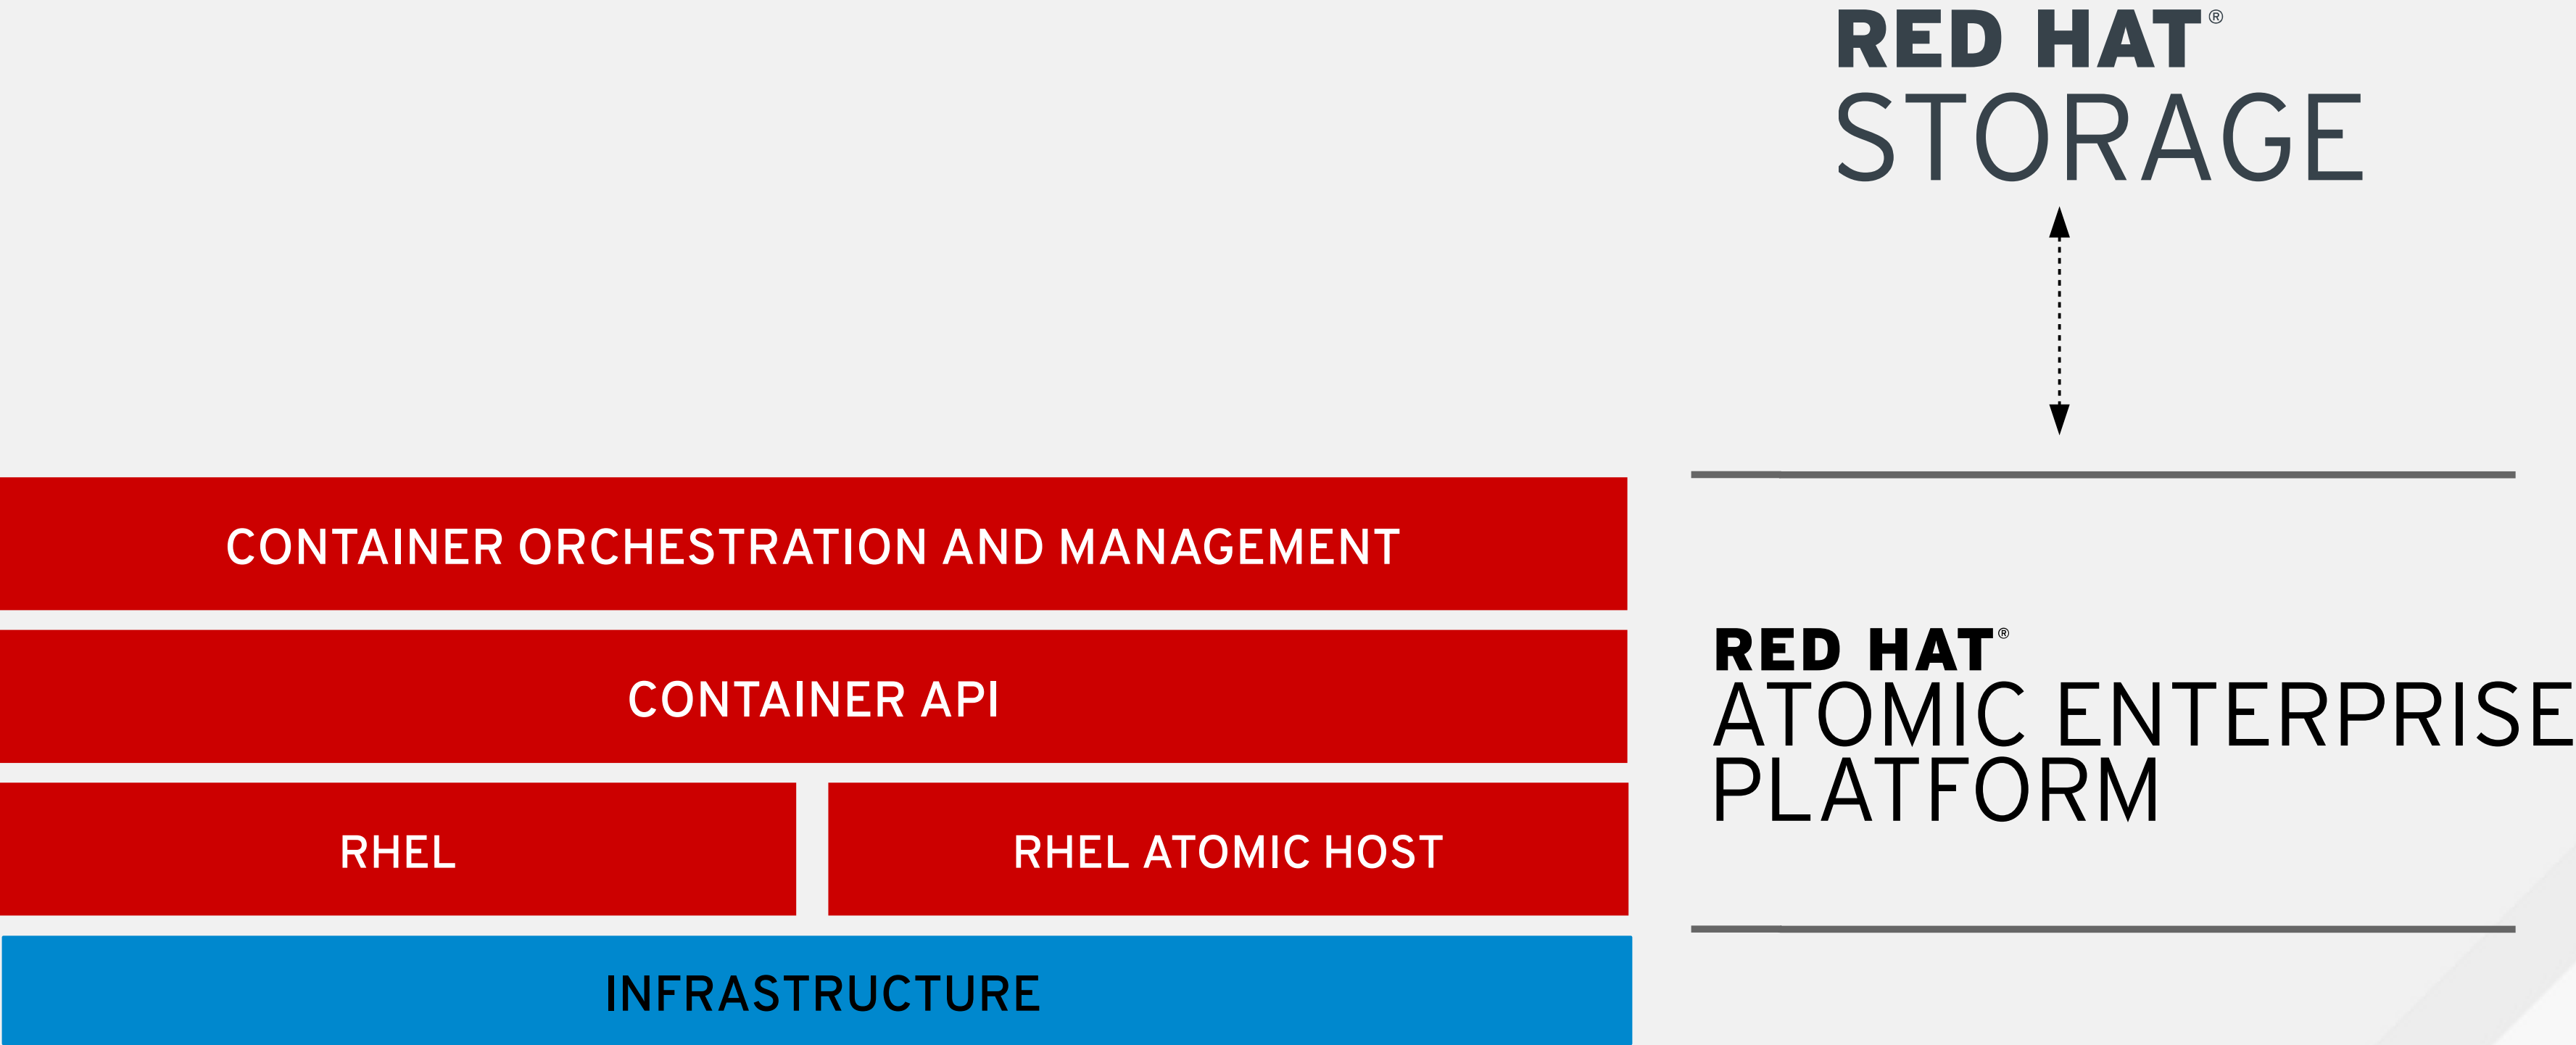 RED HAT®
STORAGE
CONTAINER ORCHESTRATION AND MANAGEMENT
CONTAINER API
RED HAT®
ATOMIC ENTERPRISE
PLATFORM
RHEL
RHEL ATOMIC HOST
INFRASTRUCTURE